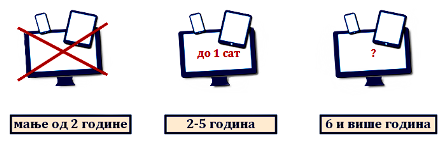 до 1 сат
?
мање од 2 године
2-5 година
6 и више година